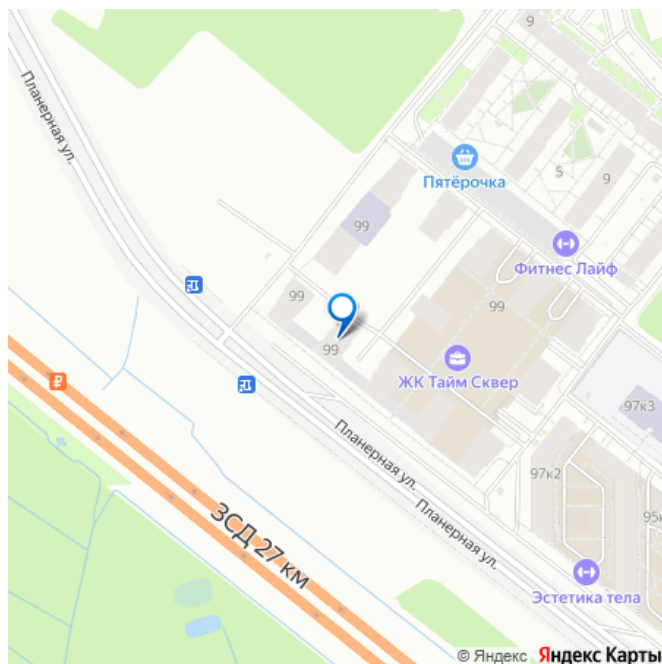 9
9
Планерная ул.
Пятёрочка
5
9
99
Фитнес Лайф
99
99
99
ЖК Тайм Сквер
₽
97к3
Планерная ул.
97к2
Планерная ул.
95к
ЗСД 27 км
Эстетика тела
© Яндекс Яндекс Карты